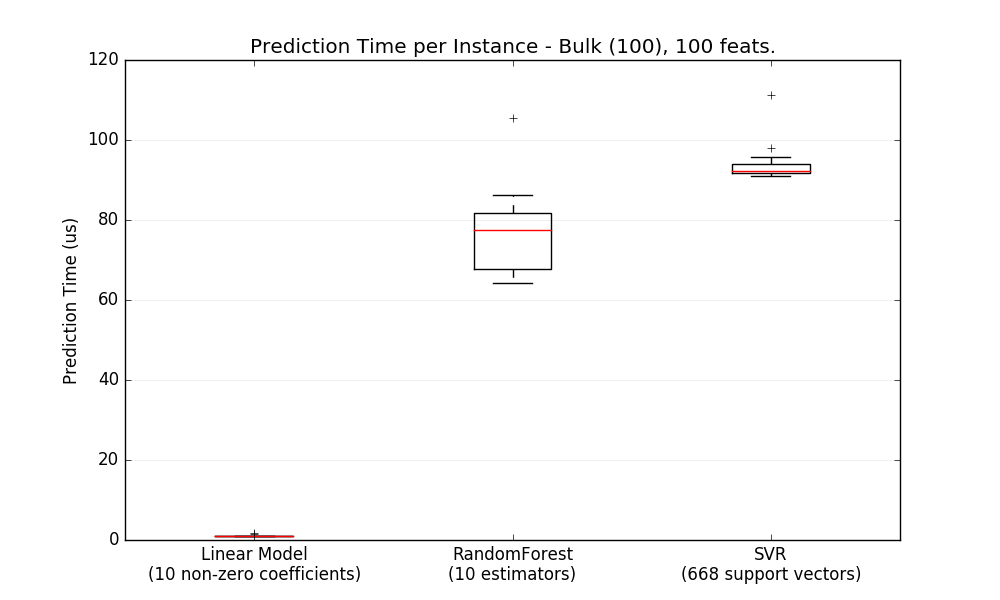 Prediction Time per Instance - Bulk (100), 100 feats.
120
100
80
60
40
20
0
Prediction Time (us)
Linear Model
(10 non-zero coefficients)
RandomForest
(10 estimators)
SVR
(668 support vectors)